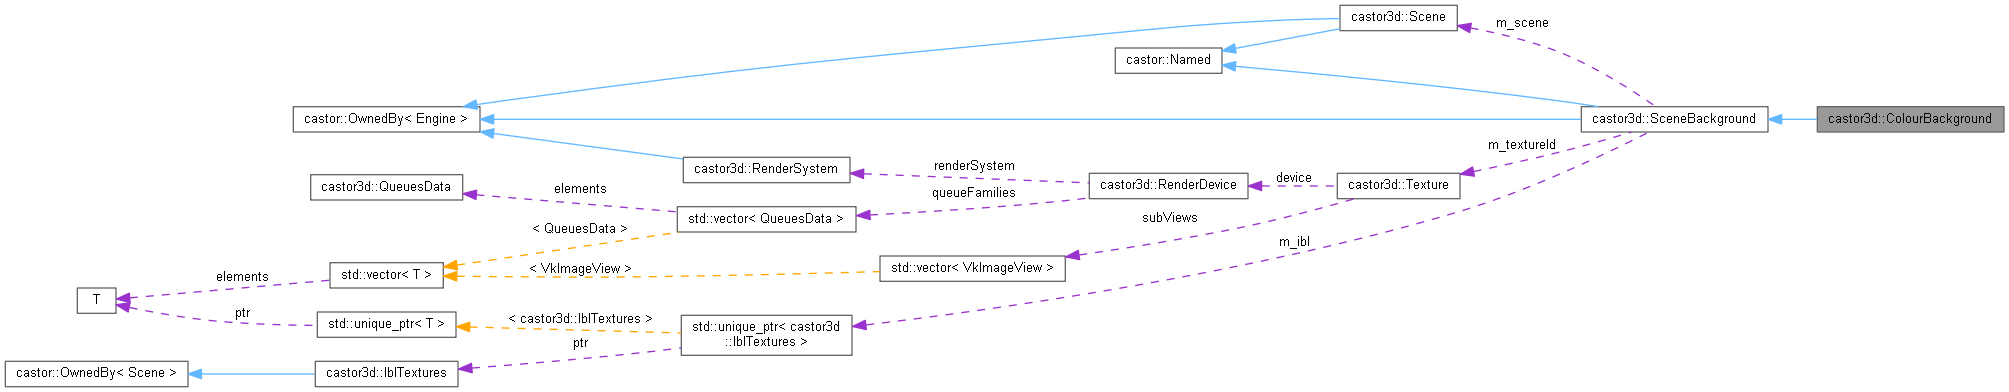 castor3d::Scene
m_scene
castor::Named
castor::OwnedBy< Engine >
castor3d::SceneBackground
castor3d::ColourBackground
m_textureId
castor3d::RenderSystem
renderSystem
castor3d::QueuesData
elements
castor3d::RenderDevice
device
castor3d::Texture
queueFamilies
std::vector< QueuesData >
subViews
< QueuesData >
m_ibl
std::vector< T >
< VkImageView >
std::vector< VkImageView >
elements
T
ptr
std::unique_ptr< T >
< castor3d::IblTextures >
std::unique_ptr< castor3d
::IblTextures >
ptr
castor::OwnedBy< Scene >
castor3d::IblTextures